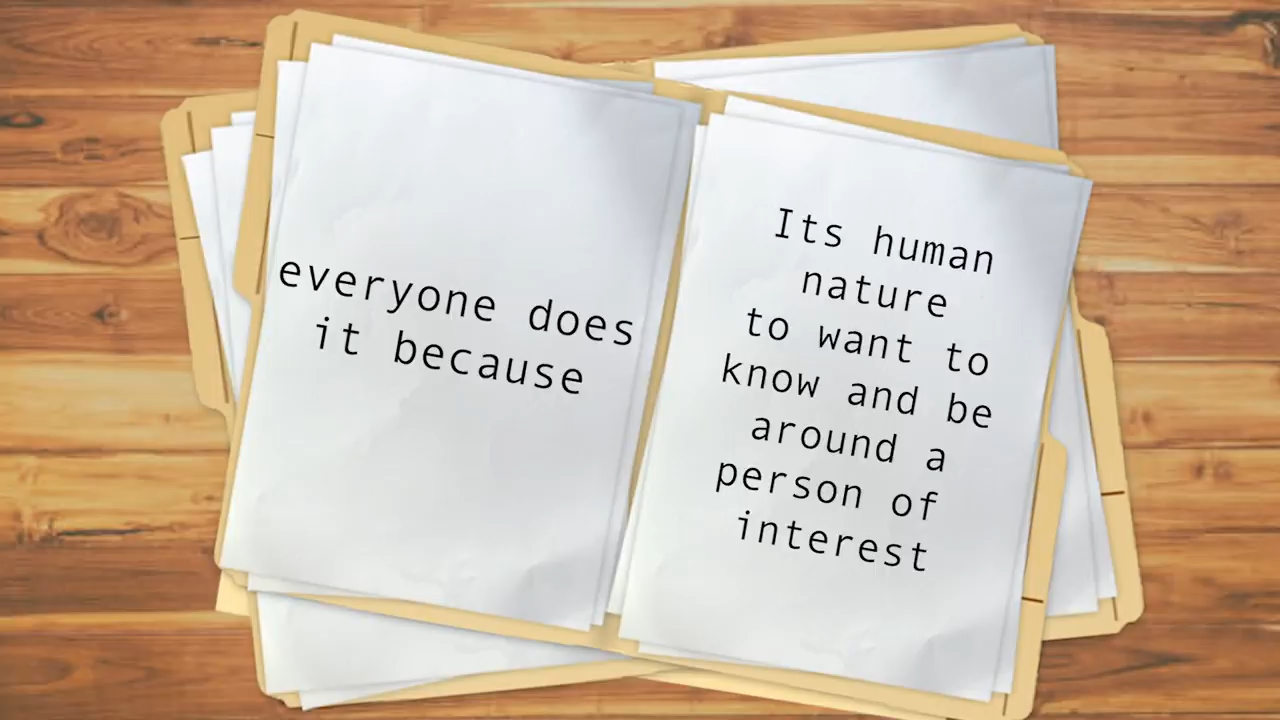 everyone does
it because
Its human
nature
to want to
know and be
around a
person of
interest